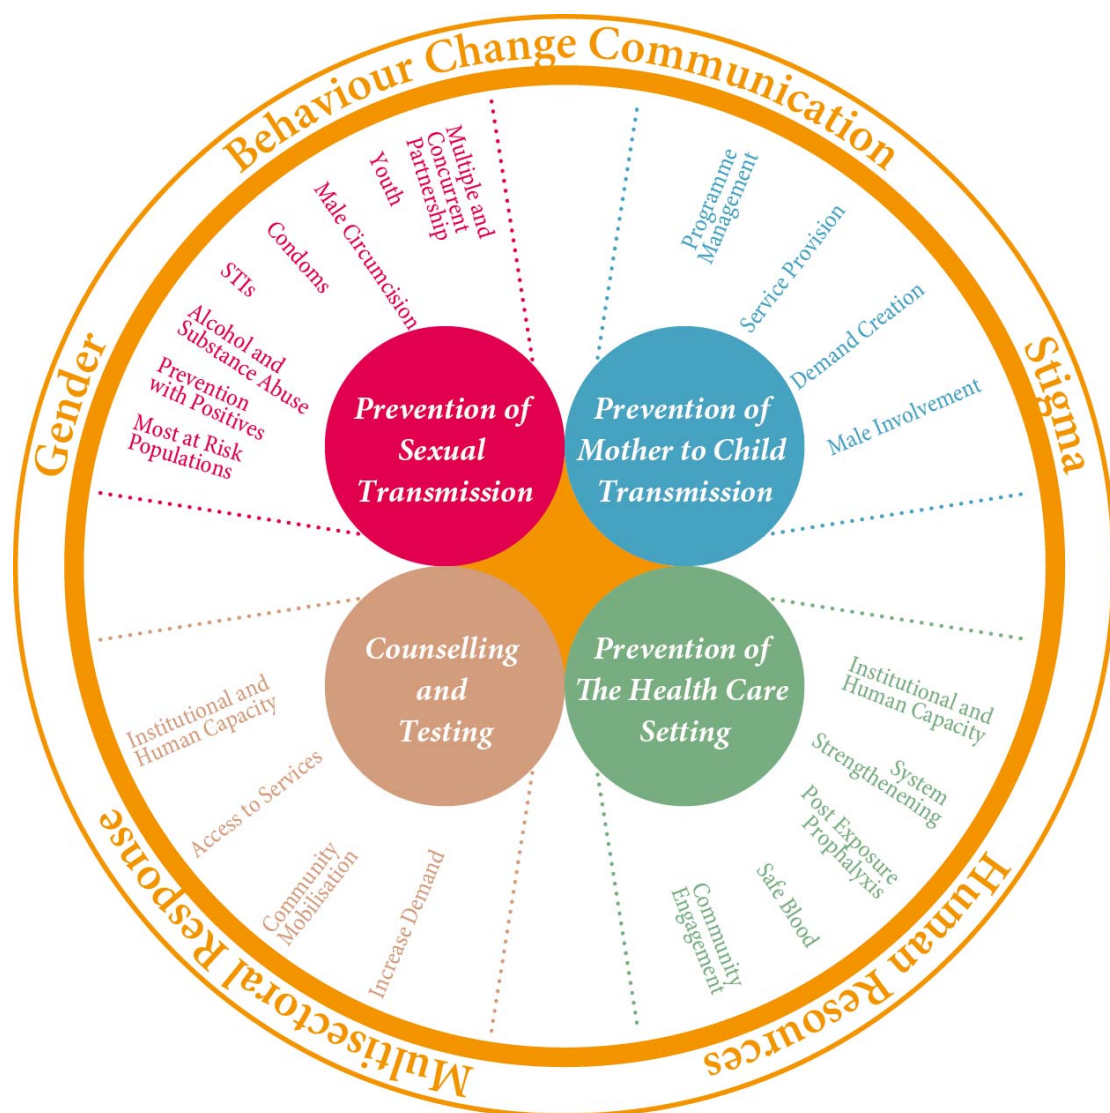 Behaviour Change Communication
Stigma
Human Resources
Multisectoral Response
Gender
Prevention of
Sexual
Transmission
Multiple and
Concurrent
Partnership
Youth
Male Circumcision
Condoms
STIs
Alcohol and
Substance Abuse
Prevention
with Positives
Most at Risk
Populations
Prevention of
Mother to Child
Transmission
Programme
Management
Service Provision
Demand Creation
Male Involvement
Counselling
and
Testing
Institutional and
Human Capacity
Access to Services
Community
Mobilisation
Increase Demand
Prevention of
The Health Care
Setting
Institutional and
Human Capacity
System
Strengthenening
Post Exposure
Prophalyxis
Safe Blood
Community
Engagement